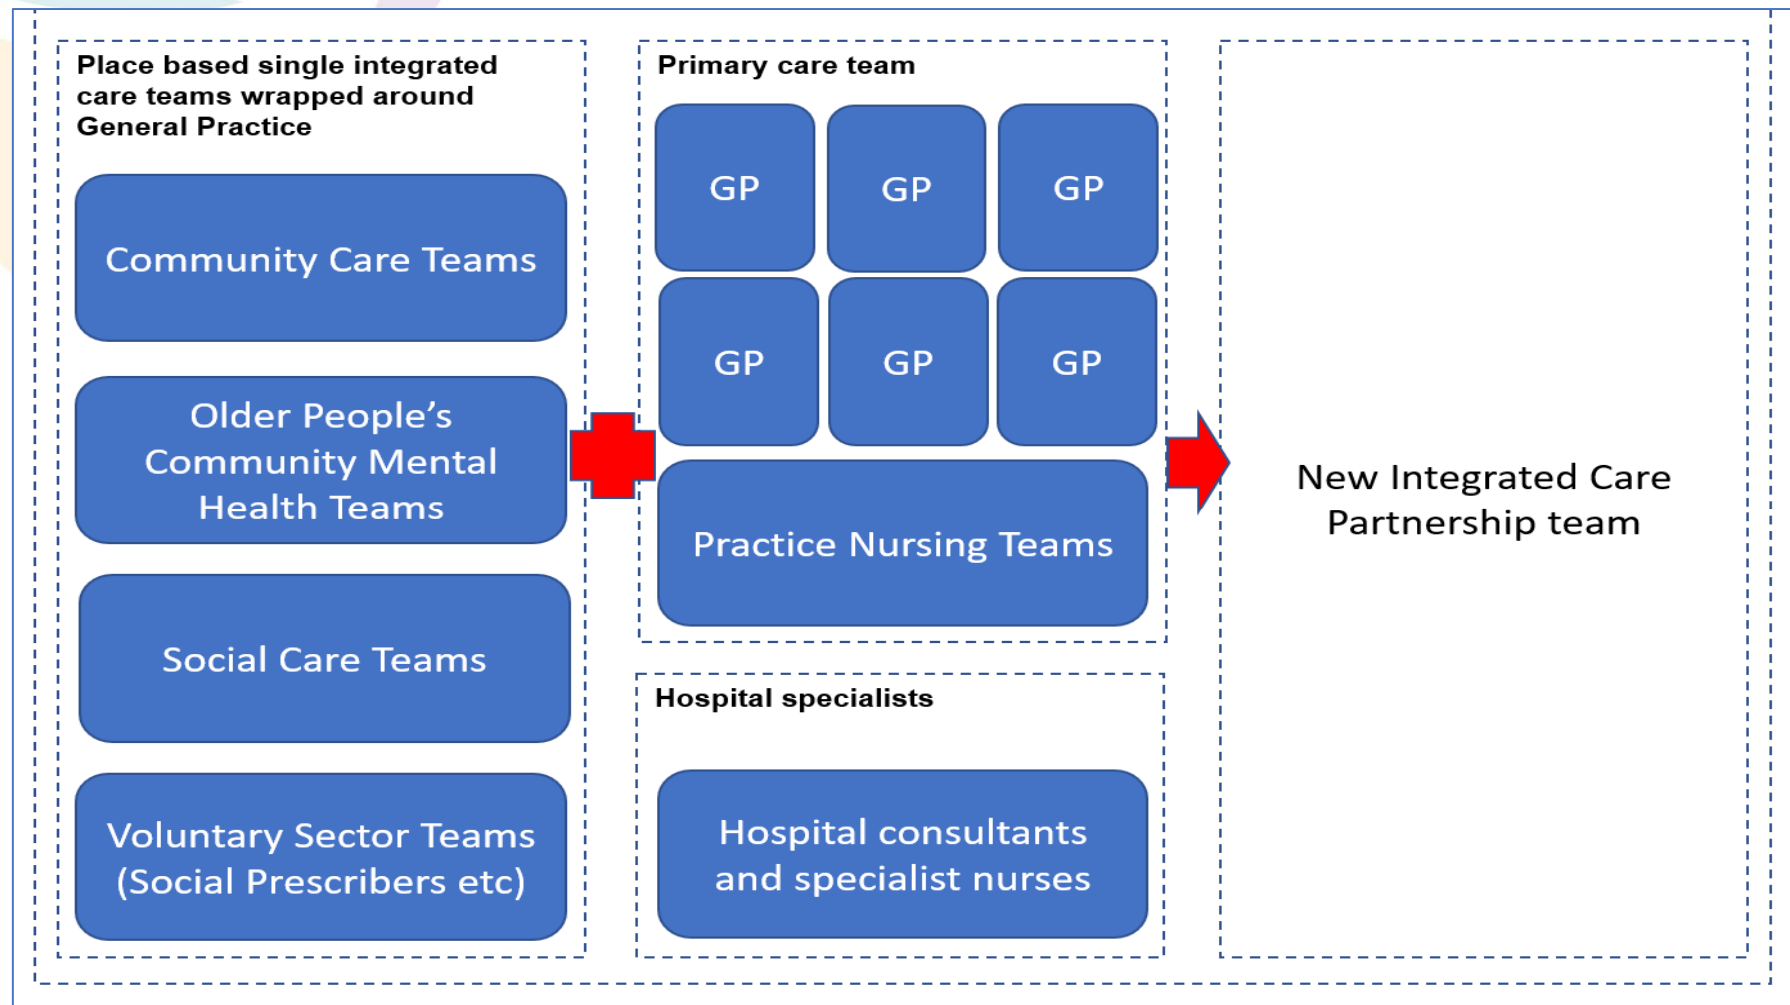 Place based single integrated
care teams wrapped around
General Practice
Community Care Teams
Older People’s
Community Mental
Health Teams
Social Care Teams
Voluntary Sector Teams
(Social Prescribers etc)
Primary care team
GP
GP
GP
GP
GP
GP
Practice Nursing Teams
Hospital specialists
Hospital consultants
and specialist nurses
New Integrated Care
Partnership team